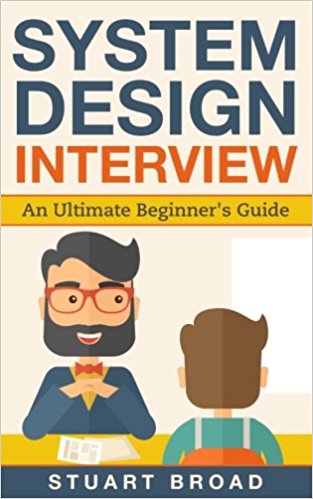 SYSTEM
DESIGN
INTERVIEW
An Ultimate Beginner's Guide
STUART BROAD